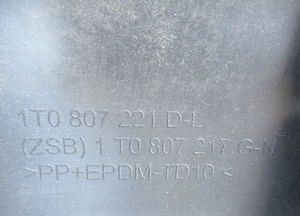 1T0 807 221 D-L
(ZSB) 1 T0 807 217 G-N
>PP+EPDM-TD10<